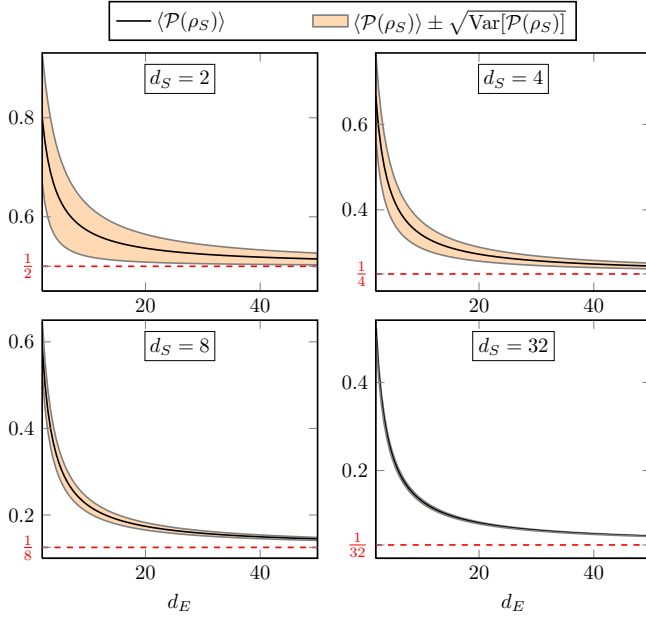 ⟨P(ρ_S)⟩ ⟨P(ρ_S)⟩ ± √Var[P(ρ_S)]
d_S = 2
0.8
0.6
1/2
20 40
d_S = 4
0.6
0.4
1/4
20 40
d_S = 8
0.6
0.4
0.2
1/8
20 40
d_E
d_S = 32
0.4
0.2
1/32
20 40
d_E